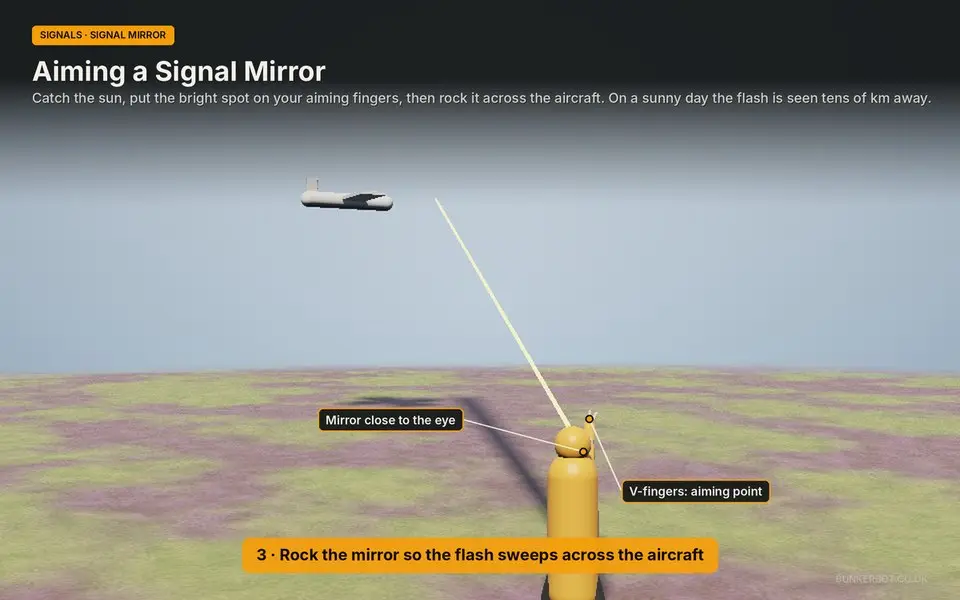 SIGNALS · SIGNAL MIRROR
Aiming a Signal Mirror
Catch the sun, put the bright spot on your aiming fingers, then rock it across the aircraft. On a sunny day the flash is seen tens of km away.
Mirror close to the eye
V-fingers: aiming point
3 · Rock the mirror so the flash sweeps across the aircraft
BUNKERBOT.CO.UK